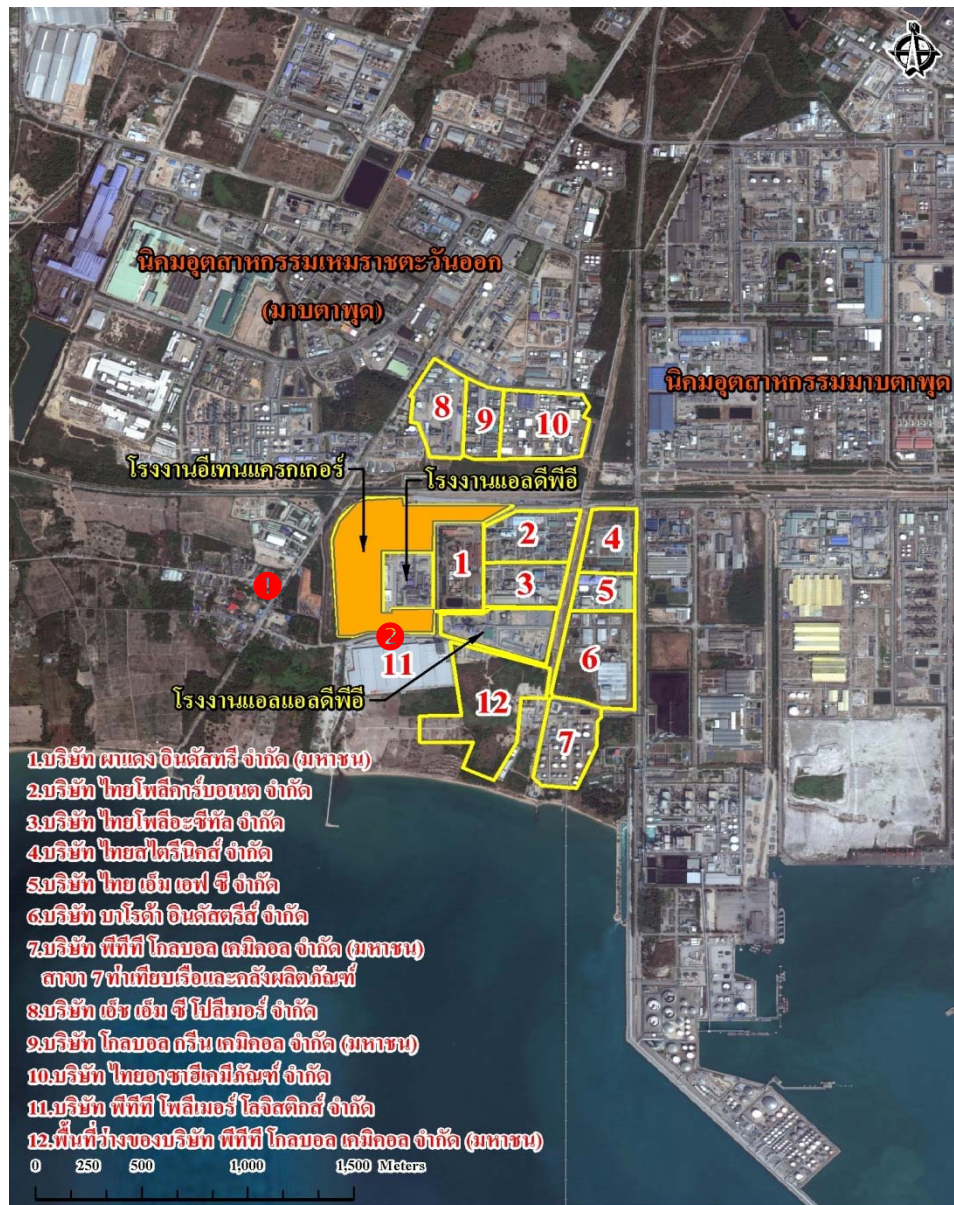 นิคมอุตสาหกรรมเหมราชตะวันออก
(มาบตาพุด)
นิคมอุตสาหกรรมมาบตาพุด
8
9
10
โรงงานอีเทนแครกเกอร์
โรงงานแอลดีพีอี
1
2
3
4
5
6
!
2
11
12
7
โรงงานแอลแอลดีพีอี
1.บริษัท ผาแดง อินดัสทรี จำกัด (มหาชน)
2.บริษัท ไทยโพลีคาร์บอเนต จำกัด
3.บริษัท ไทยโพลีอะซีทัล จำกัด
4.บริษัท ไทยสไตรีนิคส์ จำกัด
5.บริษัท ไทย เอ็ม เอฟ ซี จำกัด
6.บริษัท บาโรด้า อินดัสตรีส์ จำกัด
7.บริษัท พีทีที โกลบอล เคมิคอล จำกัด (มหาชน)
สาขา 7 ท่าเทียบเรือและคลังผลิตภัณฑ์
8.บริษัท เอ็ช เอ็ม ซี โปลีเมอร์ จำกัด
9.บริษัท โกลบอล กรีน เคมิคอล จำกัด (มหาชน)
10.บริษัท ไทยอาซาฮีเคมีภัณฑ์ จำกัด
11.บริษัท พีทีที โพลีเมอร์ โลจิสติกส์ จำกัด
12.พื้นที่ว่างของบริษัท พีทีที โกลบอล เคมิคอล จำกัด (มหาชน)
0 250 500 1,000 1,500 Meters